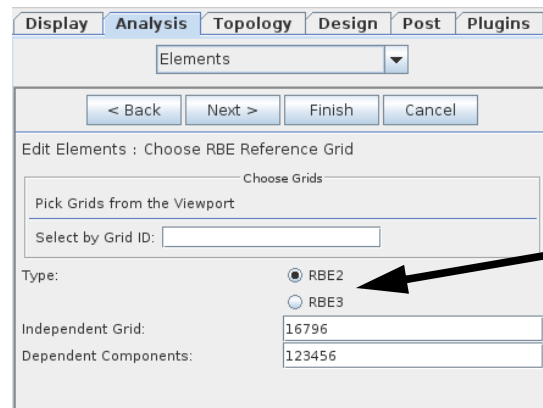 Display Analysis Topology Design Post Plugins
Elements
< Back Next > Finish Cancel
Edit Elements : Choose RBE Reference Grid
Choose Grids
Pick Grids from the Viewport
Select by Grid ID:
Type: RBE2
RBE3
Independent Grid: 16796
Dependent Components: 123456